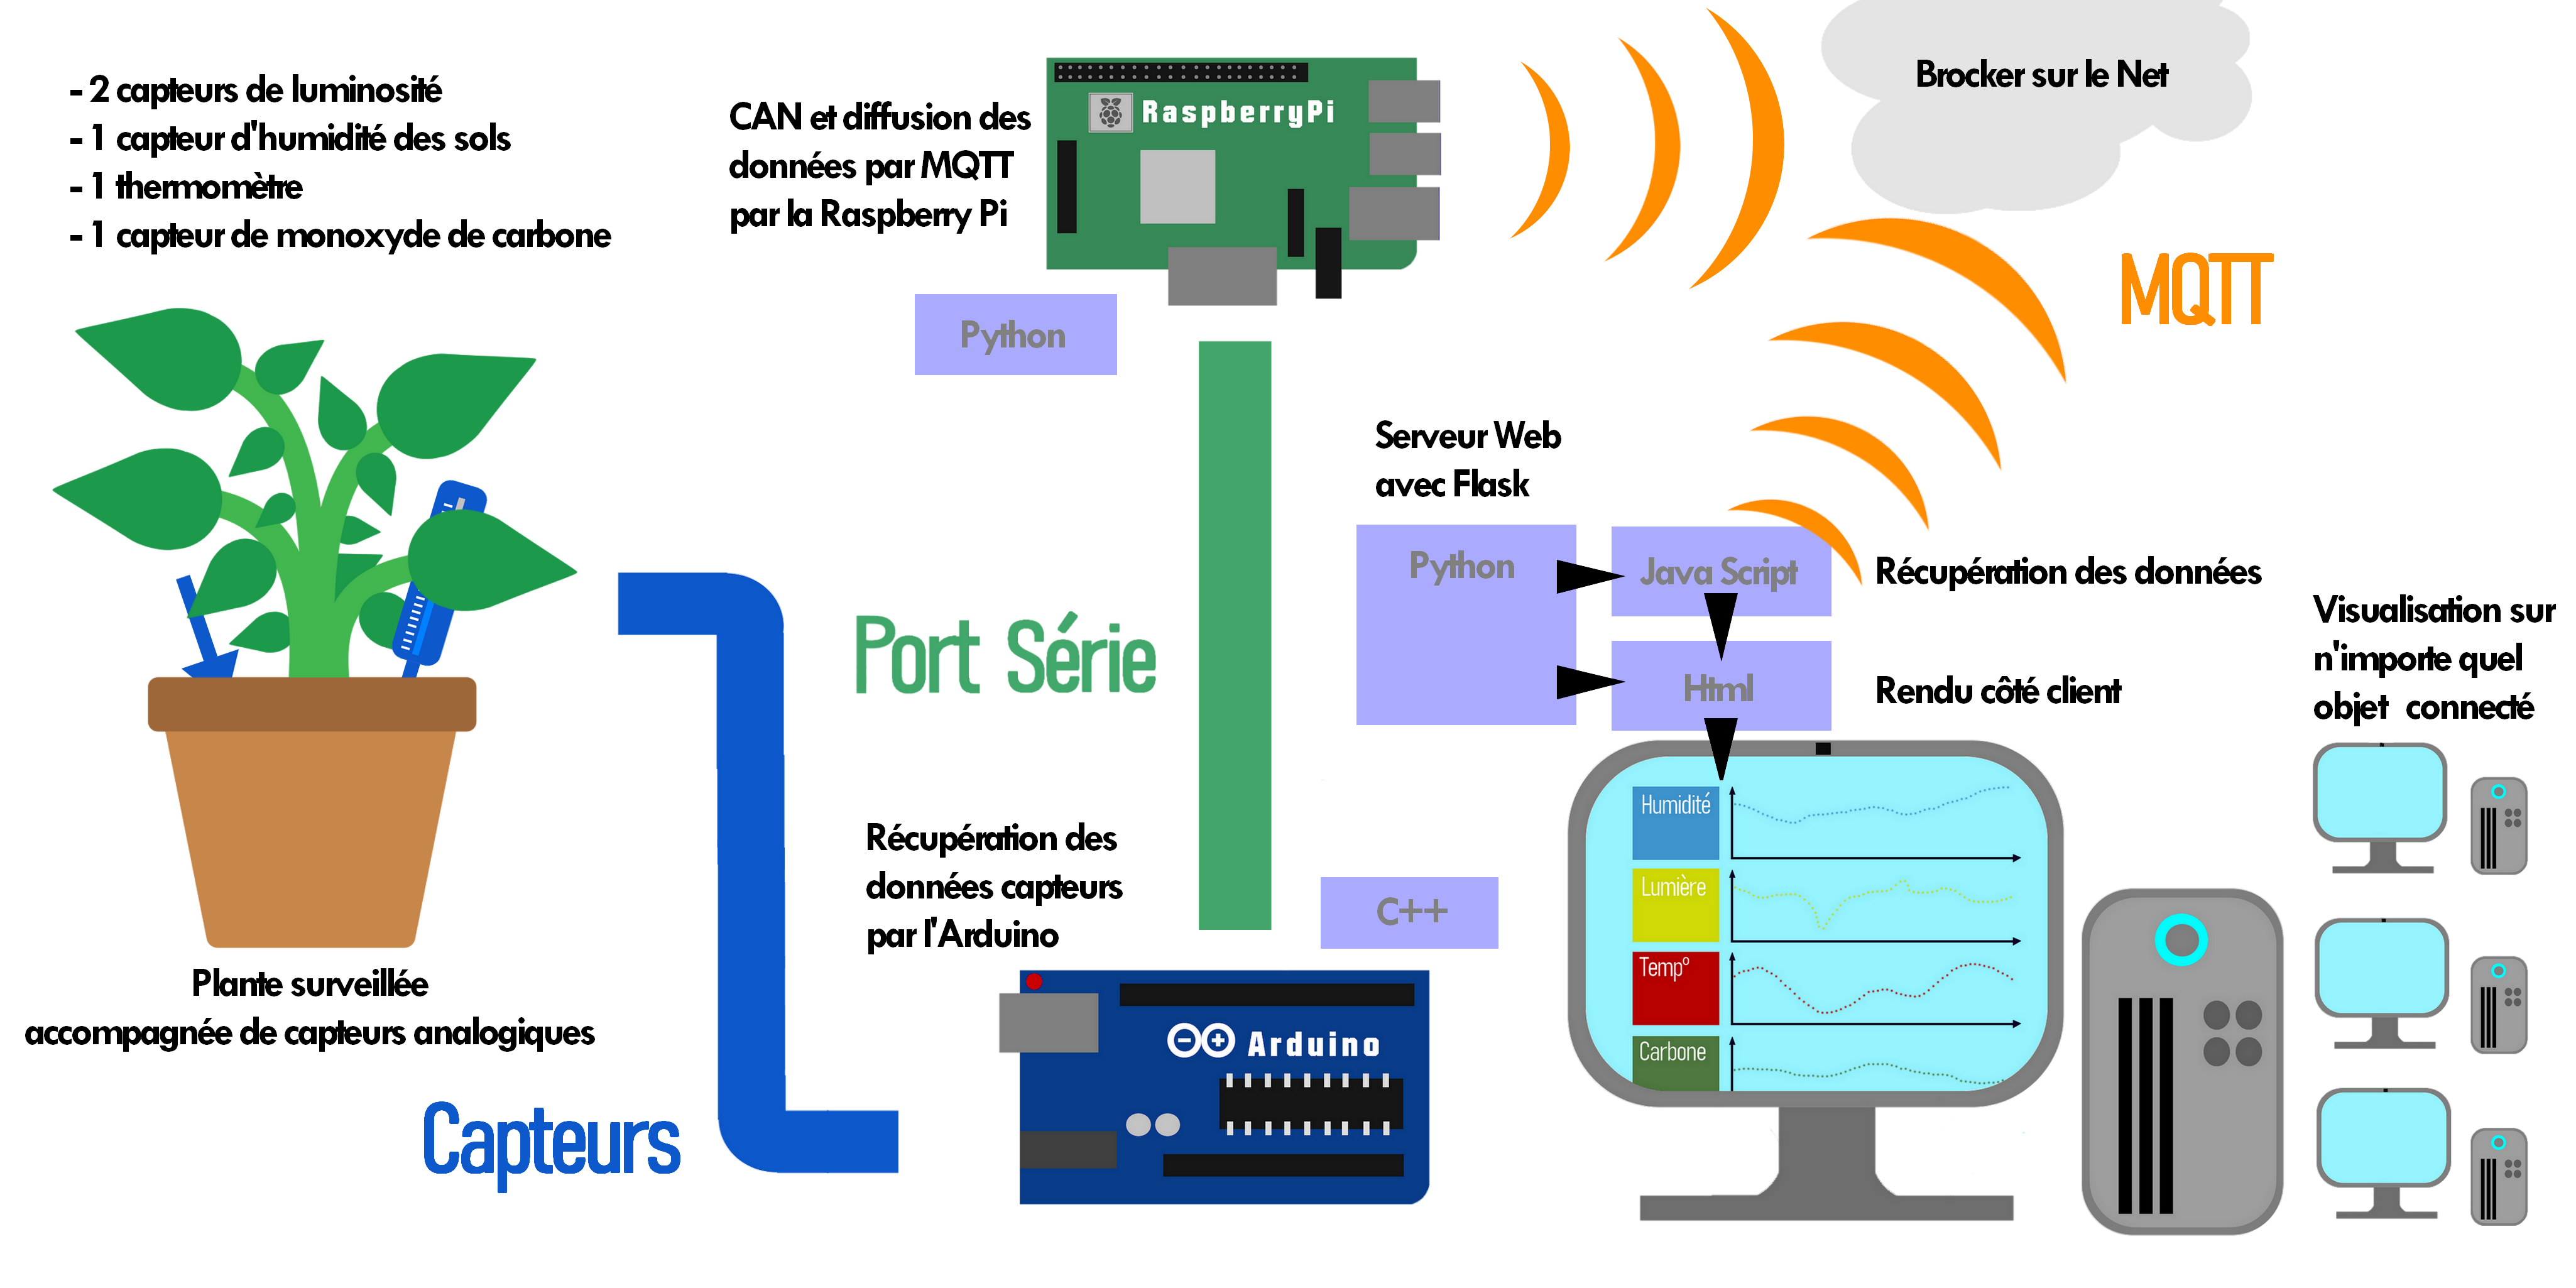 - 2 capteurs de luminosité
- 1 capteur d'humidité des sols
- 1 thermomètre
- 1 capteur de monoxyde de carbone
CAN et diffusion des
données par MQTT
par la Raspberry Pi
RaspberryPi
Brocker sur le Net
MQTT
Python
Serveur Web
avec Flask
Python
Java Script
Récupération des données
Html
Rendu côté client
Visualisation sur
n'importe quel
objet connecté
Port Série
Récupération des
données capteurs
par l'Arduino
C++
Humidité
Lumière
Temp°
Carbone
Plante surveillée
accompagnée de capteurs analogiques
Capteurs
Arduino